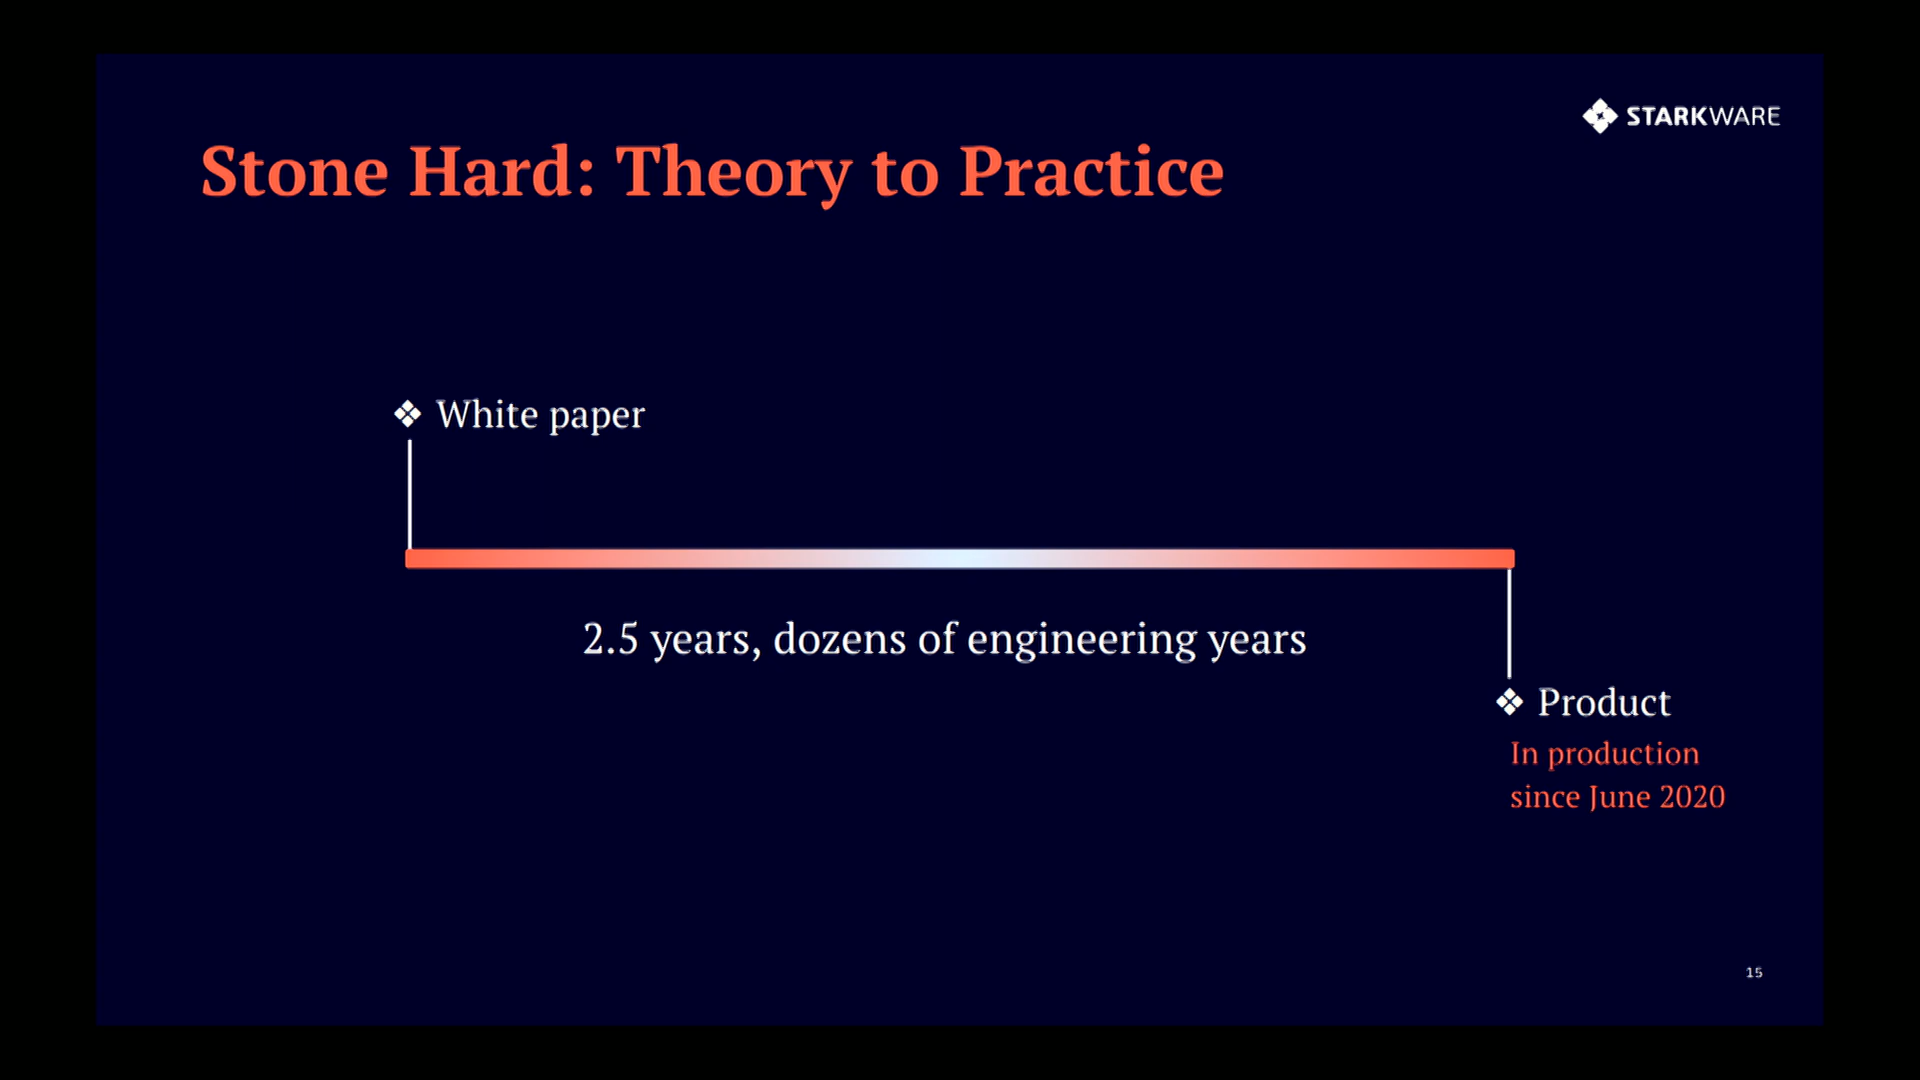 STARKWARE
Stone Hard: Theory to Practice
❖ White paper
2.5 years, dozens of engineering years
❖ Product
In production
since June 2020
15